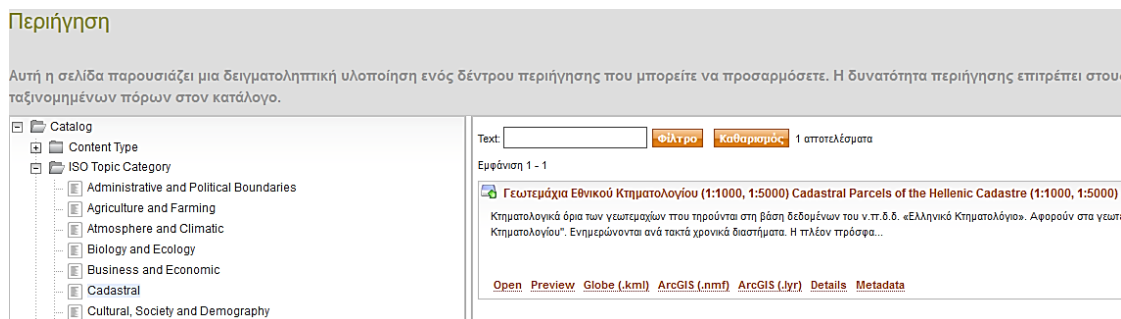 Περιήγηση
Αυτή η σελίδα παρουσιάζει μια δειγματοληπτική υλοποίηση ενός δέντρου περιήγησης που μπορείτε να προσαρμόσετε. Η δυνατότητα περιήγησης επιτρέπει στους
ταξινομημένων πόρων στον κατάλογο.
Catalog
Content Type
ISO Topic Category
Administrative and Political Boundaries
Agriculture and Farming
Atmosphere and Climatic
Biology and Ecology
Business and Economic
Cadastral
Cultural, Society and Demography
Text: Φίλτρο Καθαρισμός 1 αποτελέσματα
Εμφάνιση 1 - 1
Γεωτεμάχια Εθνικού Κτηματολογίου (1:1000, 1:5000) Cadastral Parcels of the Hellenic Cadastre (1:1000, 1:5000)
Κτηματολογικά όρια των γεωτεμαχίων που τηρούνται στη βάση δεδομένων του ν.π.δ.δ. «Ελληνικό Κτηματολόγιο». Αφορούν στα
Κτηματολογίου". Ενημερώνονται ανά τακτά χρονικά διαστήματα. Η πλέον πρόσφα...
Open Preview Globe (.kml) ArcGIS (.nmf) ArcGIS (.lyr) Details Metadata